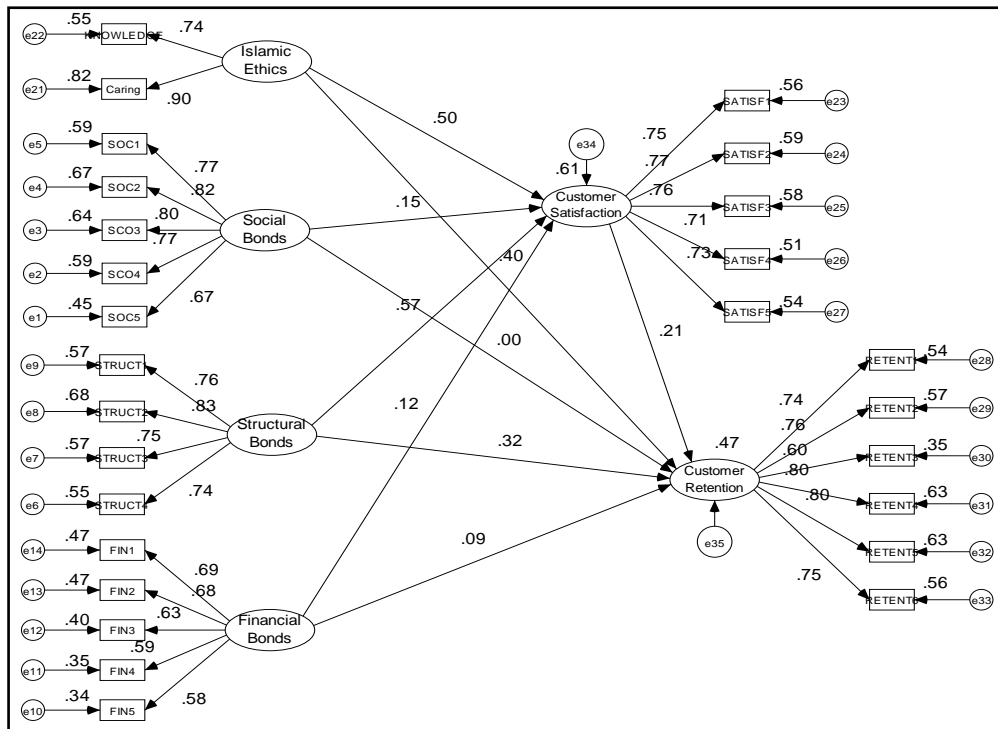 .55
e22
KNOWLEDGE
.74
Islamic
Ethics
.82
e21
Caring
.90
.59
e5
SOC1
.77
.67
e4
SOC2
.82
.64
e3
SCO3
.80
Social
Bonds
.59
e2
SCO4
.77
.45
e1
SOC5
.67
.57
e9
STRUCT1
.76
.68
e8
STRUCT2
.83
.57
e7
STRUCT3
.75
Structural
Bonds
.55
e6
STRUCT4
.74
.47
e14
FIN1
.69
.47
e13
FIN2
.68
.40
e12
FIN3
.63
Financial
Bonds
.35
e11
FIN4
.59
.34
e10
FIN5
.58
.50
.15
.40
.57
.00
.12
.32
.09
.21
e34
.61
Customer
Satisfaction
.75
SATISF1
.56
e23
.77
SATISF2
.59
e24
.76
SATISF3
.58
e25
.71
SATISF4
.51
e26
.73
SATISF5
.54
e27
.47
Customer
Retention
e35
.74
RETENT1
.54
e28
.76
RETENT2
.57
e29
.60
RETENT3
.35
e30
.80
RETENT4
.63
e31
.80
RETENT5
.63
e32
.75
RETENT6
.56
e33